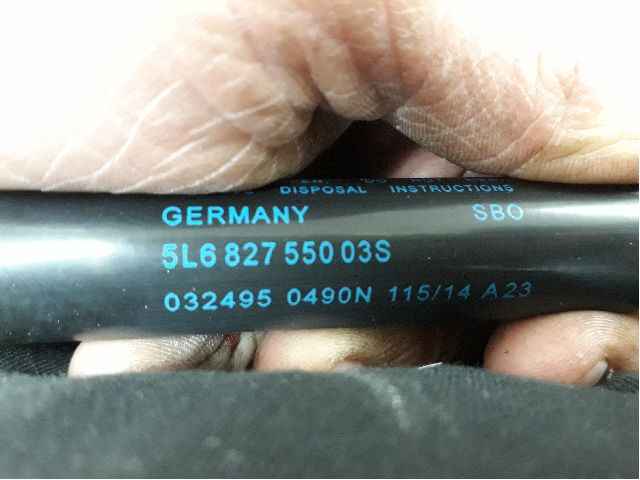 DISPOSAL INSTRUCTIONS
GERMANY SBO
5L6 827 550 03S
032495 0490N 115/14 A23